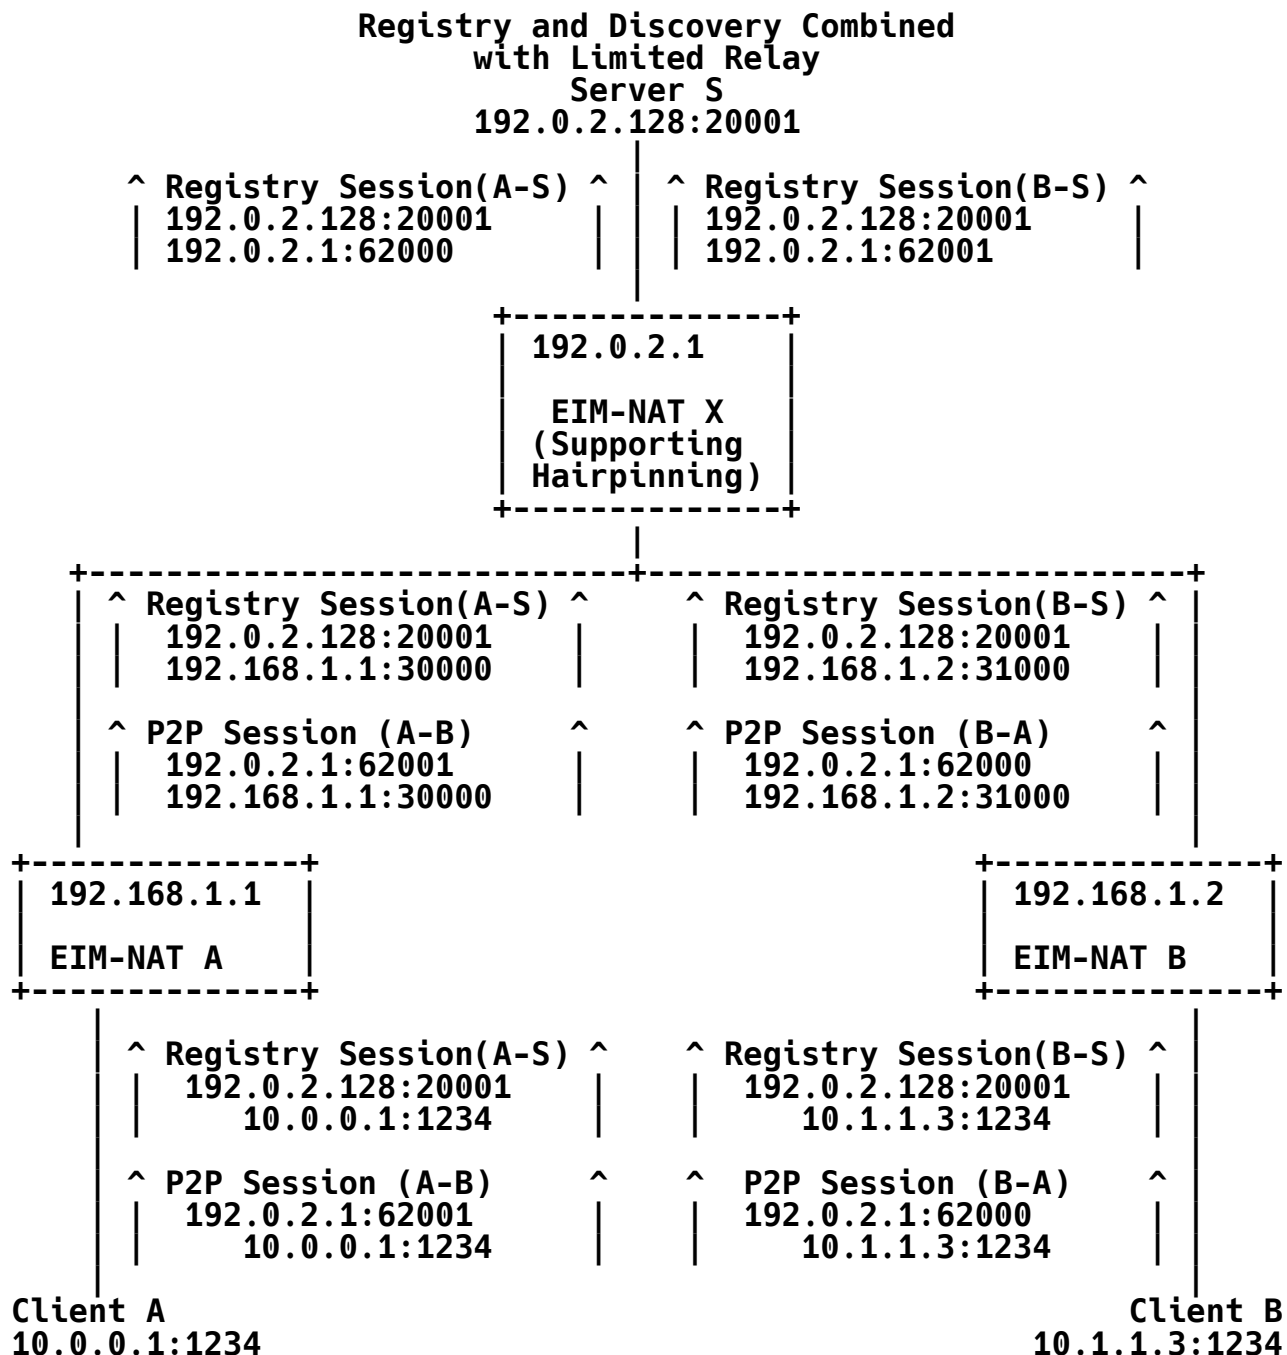 Registry and Discovery Combined
with Limited Relay
Server S
192.0.2.128:20001
^ Registry Session(A-S) ^ ^ Registry Session(B-S) ^
192.0.2.128:20001 192.0.2.128:20001
192.0.2.1:62000 192.0.2.1:62001
192.0.2.1
EIM-NAT X
(Supporting
Hairpinning)
^ Registry Session(A-S) ^ ^ Registry Session(B-S) ^
192.0.2.128:20001 192.0.2.128:20001
192.168.1.1:30000 192.168.1.2:31000
^ P2P Session (A-B) ^ ^ P2P Session (B-A) ^
192.0.2.1:62001 192.0.2.1:62000
192.168.1.1:30000 192.168.1.2:31000
192.168.1.1 192.168.1.2
EIM-NAT A EIM-NAT B
^ Registry Session(A-S) ^ ^ Registry Session(B-S) ^
192.0.2.128:20001 192.0.2.128:20001
10.0.0.1:1234 10.1.1.3:1234
^ P2P Session (A-B) ^ ^ P2P Session (B-A) ^
192.0.2.1:62001 192.0.2.1:62000
10.0.0.1:1234 10.1.1.3:1234
Client A Client B
10.0.0.1:1234 10.1.1.3:1234